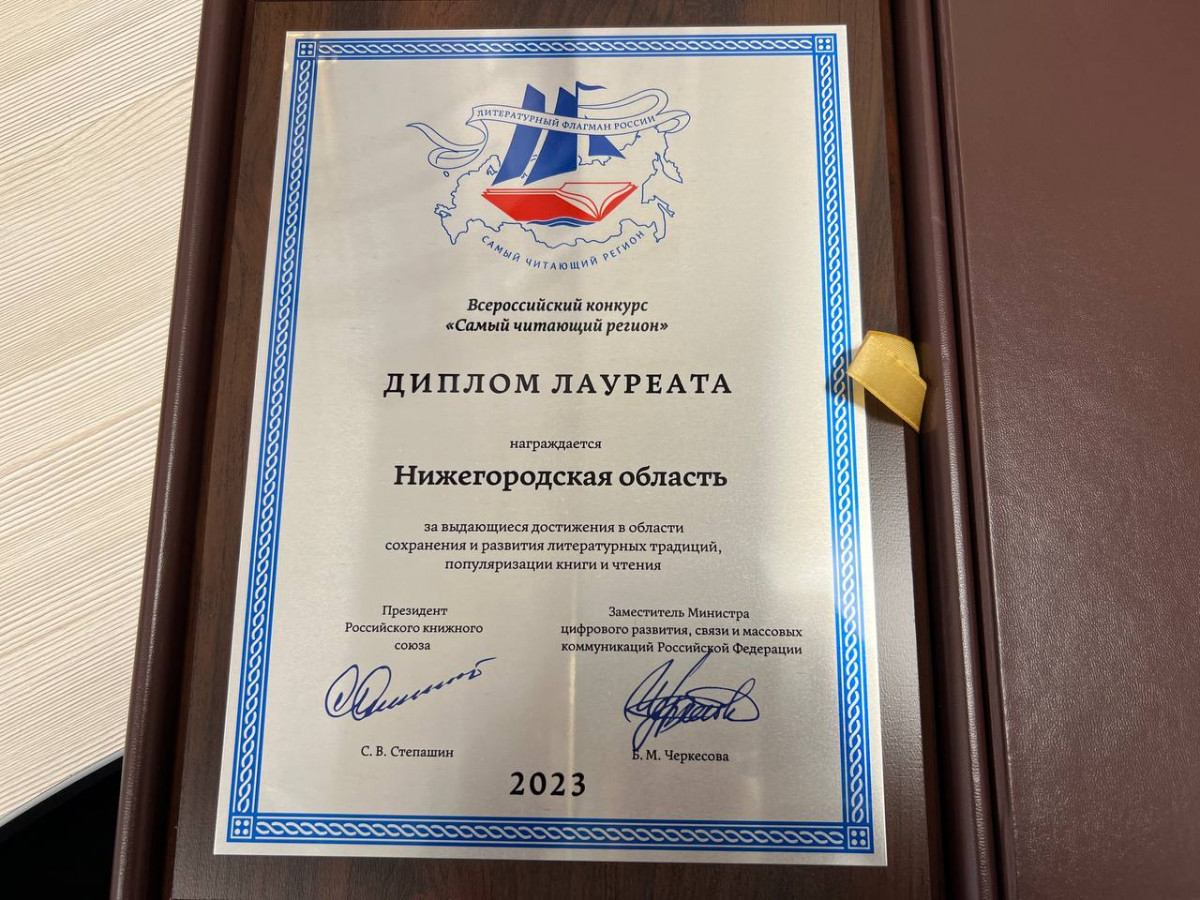 ЛИТЕРАТУРНЫЙ ФЛАГМАН РОССИИ
САМЫЙ ЧИТАЮЩИЙ РЕГИОН
Всероссийский конкурс
«Самый читающий регион»
ДИПЛОМ ЛАУРЕАТА
награждается
Нижегородская область
за выдающиеся достижения в области
сохранения и развития литературных традиций,
популяризации книги и чтения
Президент
Российского книжного
союза
С. В. Степашин
Заместитель Министра
цифрового развития, связи и массовых
коммуникаций Российской Федерации
Б. М. Черкесова
2023